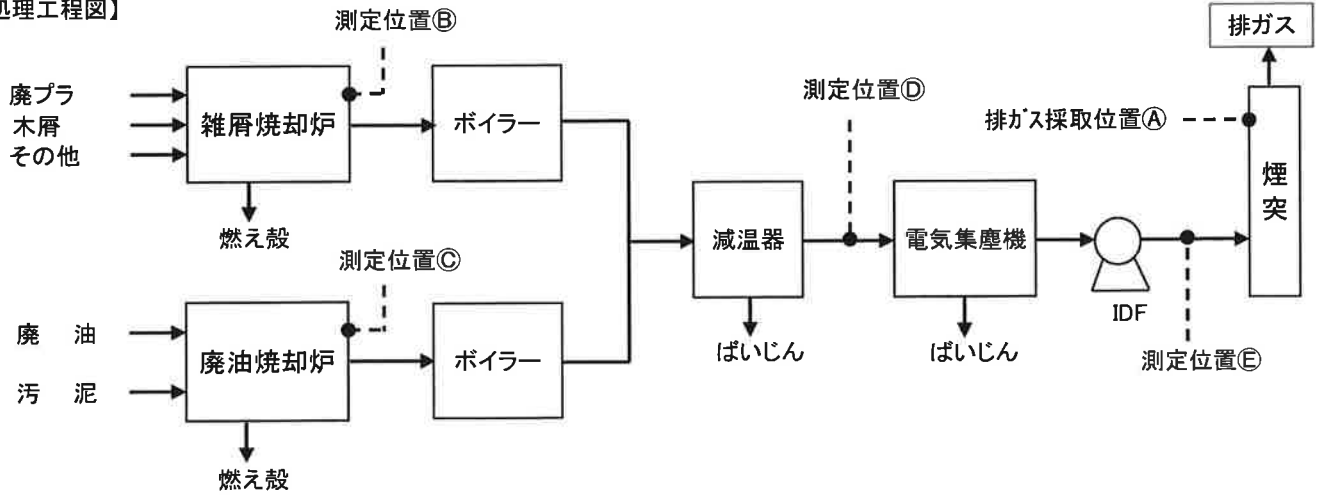 処理工程図】
測定位置Ⓑ
廃プラ
木屑
その他
雑屑焼却炉
ボイラー
燃え殻
測定位置Ⓒ
廃　油
汚　泥
廃油焼却炉
ボイラー
燃え殻
測定位置Ⓓ
減温器
ばいじん
電気集塵機
ばいじん
IDF
測定位置Ⓔ
排ガス採取位置Ⓐ
排ガス
煙突